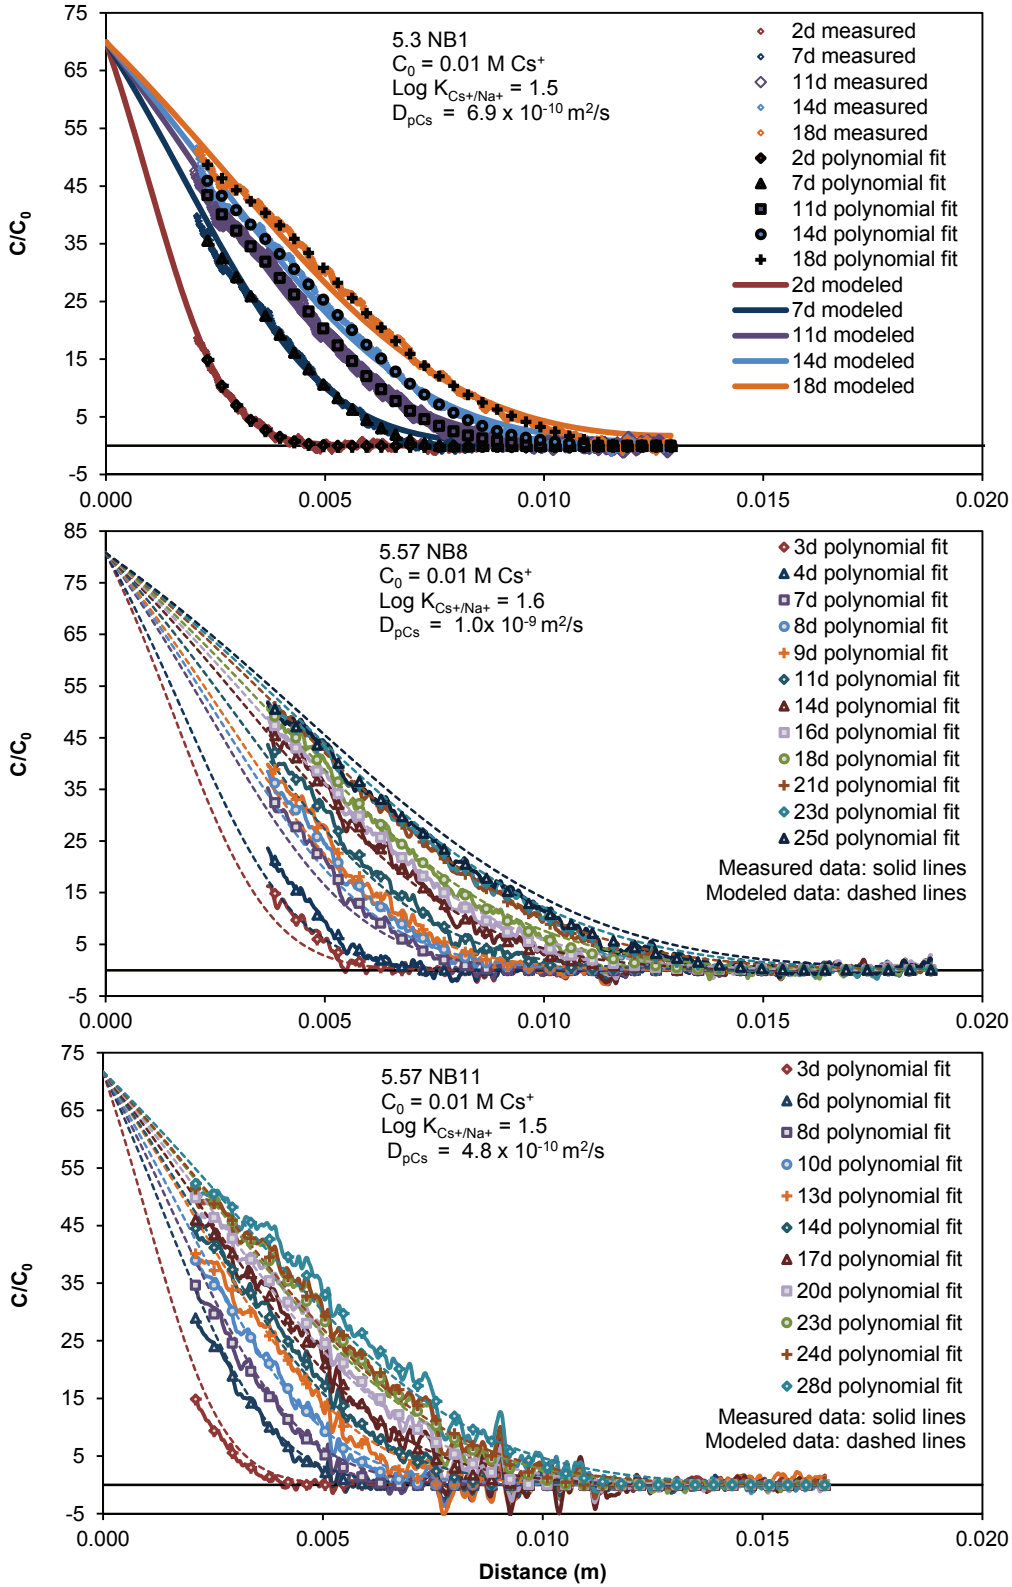 75
65
55
45
35
25
15
5
-5
C/C0
0.000
0.005
0.010
0.015
0.020
5.3 NB1
C0 = 0.01 M Cs+
Log KCs+/Na+ = 1.5
DpCs = 6.9 x 10-10 m2/s
2d measured
7d measured
11d measured
14d measured
18d measured
2d polynomial fit
7d polynomial fit
11d polynomial fit
14d polynomial fit
18d polynomial fit
2d modeled
7d modeled
11d modeled
14d modeled
18d modeled
85
75
65
55
45
35
25
15
5
-5
C/C0
0.000
0.005
0.010
0.015
0.020
5.57 NB8
C0 = 0.01 M Cs+
Log KCs+/Na+ = 1.6
DpCs = 1.0x 10-9 m2/s
3d polynomial fit
4d polynomial fit
7d polynomial fit
8d polynomial fit
9d polynomial fit
11d polynomial fit
14d polynomial fit
16d polynomial fit
18d polynomial fit
21d polynomial fit
23d polynomial fit
25d polynomial fit
Measured data: solid lines
Modeled data: dashed lines
75
65
55
45
35
25
15
5
-5
C/C0
0.000
0.005
0.010
0.015
0.020
5.57 NB11
C0 = 0.01 M Cs+
Log KCs+/Na+ = 1.5
DpCs = 4.8 x 10-10 m2/s
3d polynomial fit
6d polynomial fit
8d polynomial fit
10d polynomial fit
13d polynomial fit
14d polynomial fit
17d polynomial fit
20d polynomial fit
23d polynomial fit
24d polynomial fit
28d polynomial fit
Measured data: solid lines
Modeled data: dashed lines
Distance (m)